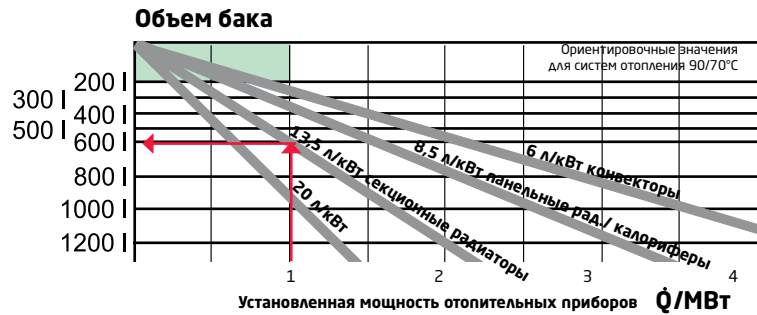 Объем бака
Ориентировочные значения
для систем отопления 90/70°C
200 l
300 l
400 l
500 l
600 l
800 l
1000 l
1200 l
6 л/кВт конвекторы
8,5 л/кВт панельные рад./ калориферы
13,5 л/кВт секционные радиаторы
20 л/кВт
1 2 3 4
Установленная мощность отопительных приборов Q̇/МВт